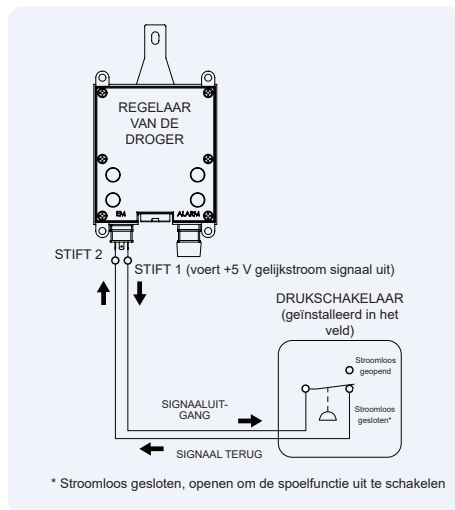 REGELAAR
VAN DE
DROGER
EM
ALARM
STIFT 2
STIFT 1 (voert +5 V gelijkstroom signaal uit)
DRUKSCHAKELAAR
(geïnstalleerd in het
veld)
Stroomloos
geopend
SIGNAALUIT-
GANG
Stroomloos
gesloten*
SIGNAAL TERUG
* Stroomloos gesloten, openen om de spoelfunctie uit te schakelen